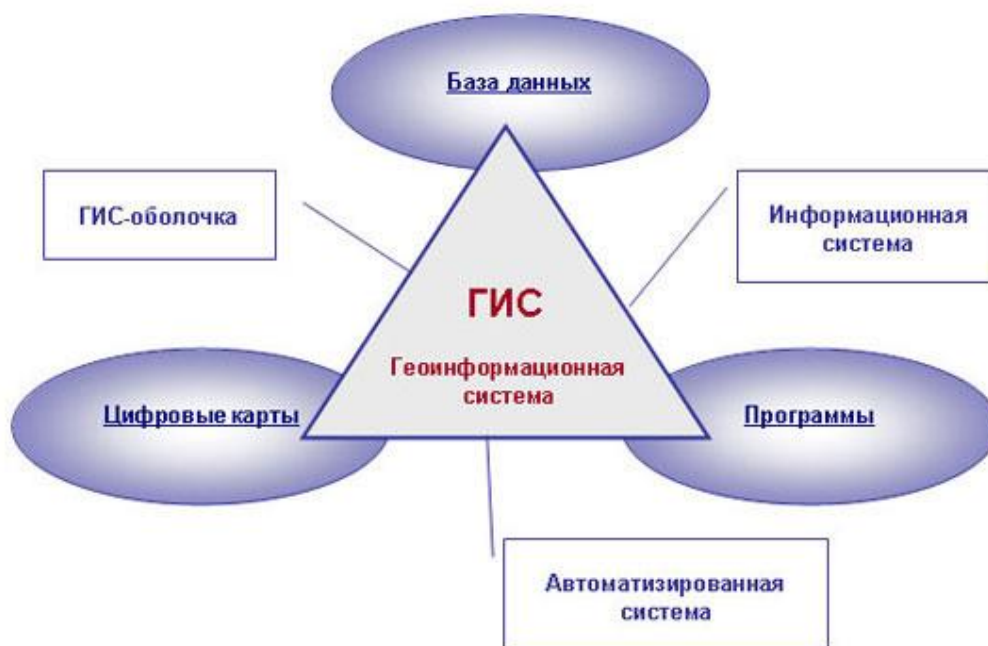 База данных
ГИС-оболочка
Информационная
система
ГИС
Геоинформационная
система
Цифровые карты
Программы
Автоматизированная
система